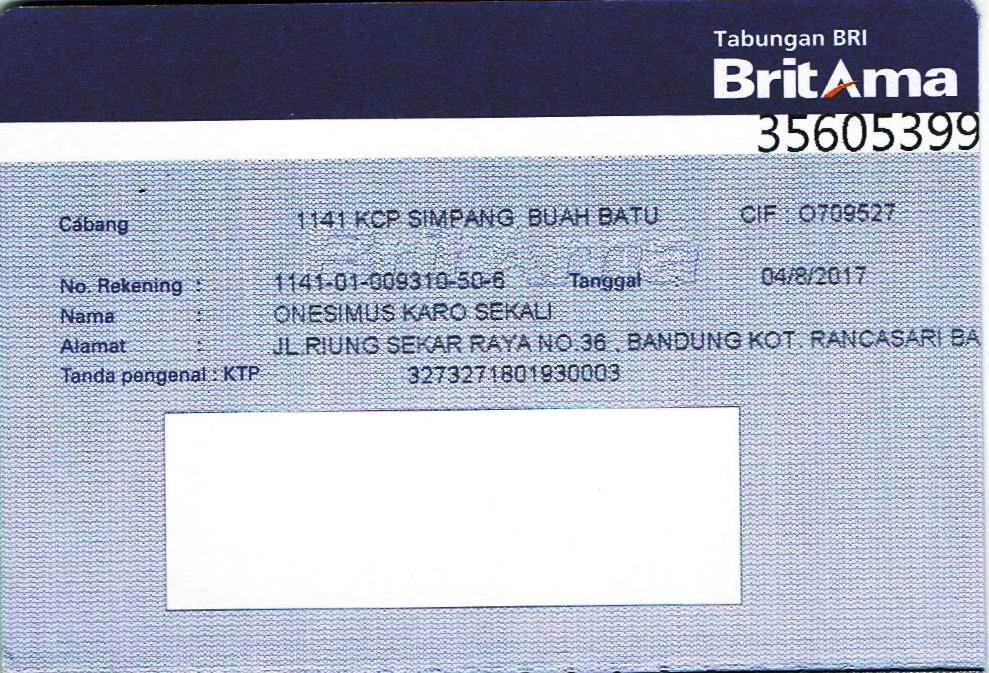 Tabungan BRI
BritAma
35605399
Cabang 1141 KCP SIMPANG BUAH BATU CIF : O709527
No. Rekening : 1141-01-009310-50-6 Tanggal : 04/8/2017
Nama : ONESIMUS KARO SEKALI
Alamat : JL.RIUNG SEKAR RAYA NO.36 , BANDUNG KOT. RANCASARI BA
Tanda pengenal : KTP 3273271801930003